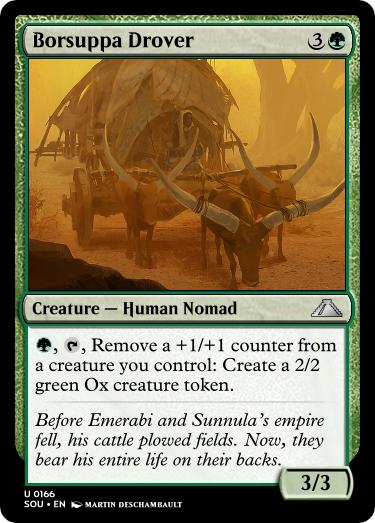 Borsuppa Drover 3
Creature — Human Nomad
, , Remove a +1/+1 counter from
a creature you control: Create a 2/2
green Ox creature token.
Before Emerabi and Sunnula's empire
fell, his cattle plowed fields. Now, they
bear his entire life on their backs.
3/3
U 0166
SOU • EN MARTIN DESCHAMBAULT